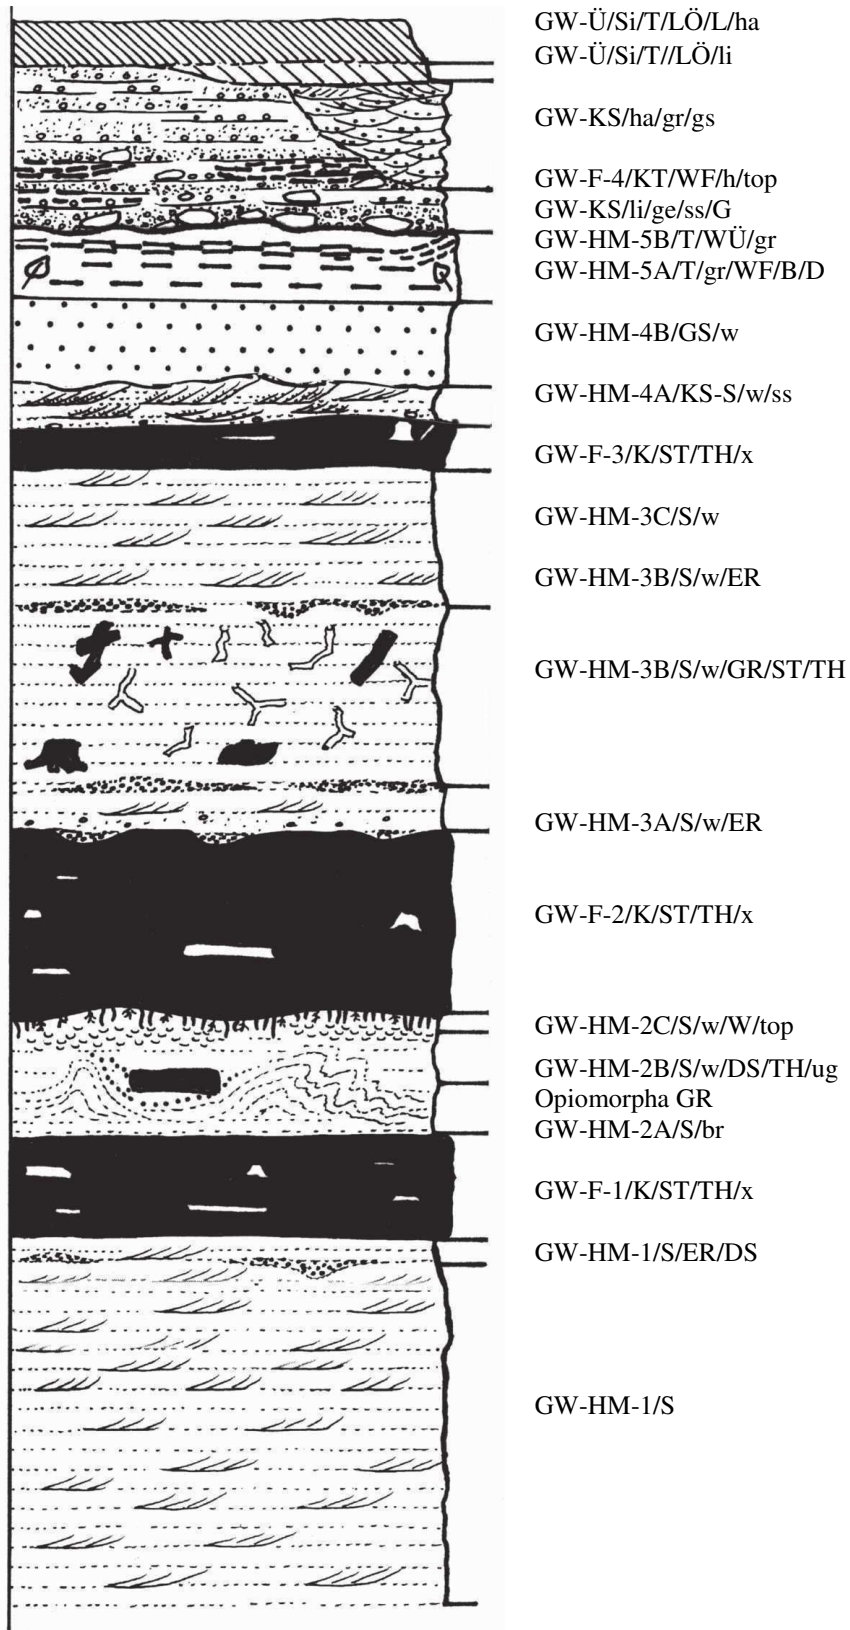 GW-Ü/Si/T/LÖ/L/ha
GW-Ü/Si/T//LÖ/li
GW-KS/ha/gr/gs
GW-F-4/KT/WF/h/top
GW-KS/li/ge/ss/G
GW-HM-5B/T/WÜ/gr
GW-HM-5A/T/gr/WF/B/D
GW-HM-4B/GS/w
GW-HM-4A/KS-S/w/ss
GW-F-3/K/ST/TH/x
GW-HM-3C/S/w
GW-HM-3B/S/w/ER
GW-HM-3B/S/w/GR/ST/TH
GW-HM-3A/S/w/ER
GW-F-2/K/ST/TH/x
GW-HM-2C/S/w/W/top
GW-HM-2B/S/w/DS/TH/ug
Opiomorpha GR
GW-HM-2A/S/br
GW-F-1/K/ST/TH/x
GW-HM-1/S/ER/DS
GW-HM-1/S